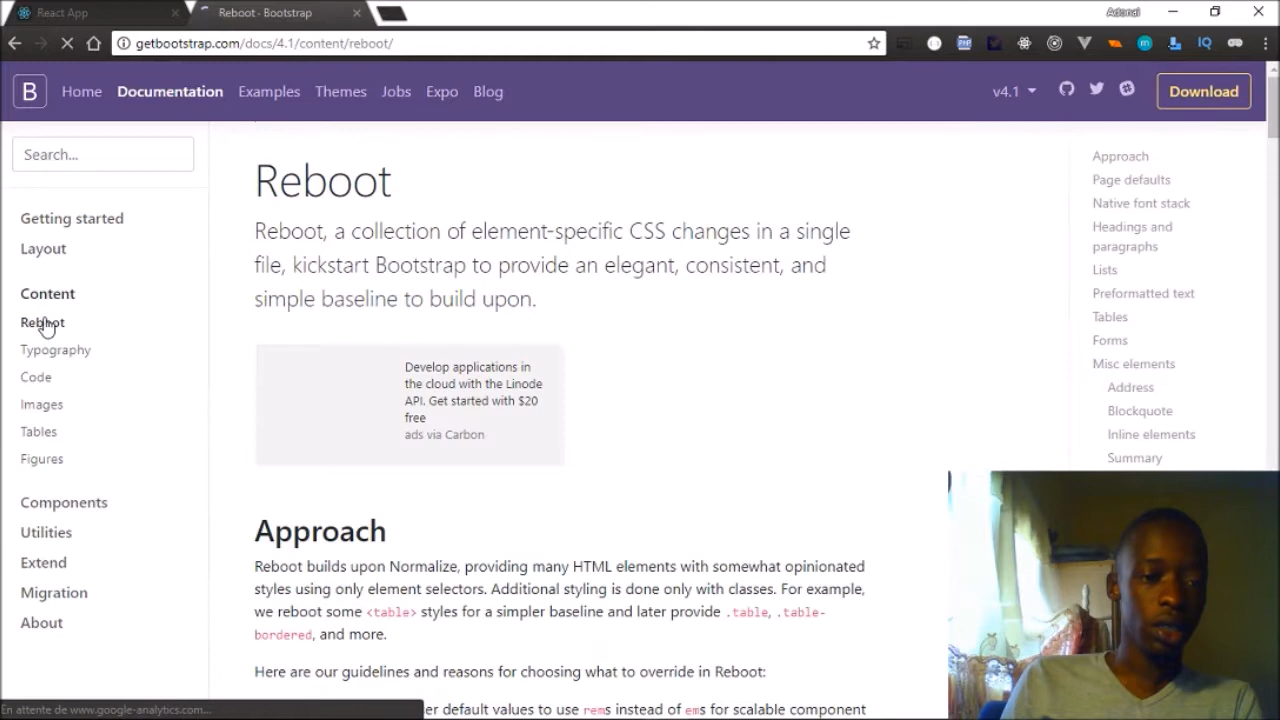 React App
Reboot - Bootstrap
Adonai
getbootstrap.com/docs/4.1/content/reboot/
B Home Documentation Examples Themes Jobs Expo Blog v4.1 Download
Search...
Getting started
Layout
Content
Reboot
Typography
Code
Images
Tables
Figures
Components
Utilities
Extend
Migration
About
Reboot
Reboot, a collection of element-specific CSS changes in a single
file, kickstart Bootstrap to provide an elegant, consistent, and
simple baseline to build upon.
Develop applications in
the cloud with the Linode
API. Get started with $20
free
ads via Carbon
Approach
Reboot builds upon Normalize, providing many HTML elements with somewhat opinionated
styles using only element selectors. Additional styling is done only with classes. For example,
we reboot some <table> styles for a simpler baseline and later provide .table, .table-
bordered, and more.
Here are our guidelines and reasons for choosing what to override in Reboot:
er default values to use rems instead of ems for scalable component
Approach
Page defaults
Native font stack
Headings and
paragraphs
Lists
Preformatted text
Tables
Forms
Misc elements
Address
Blockquote
Inline elements
Summary
En attente de www.google-analytics.com...